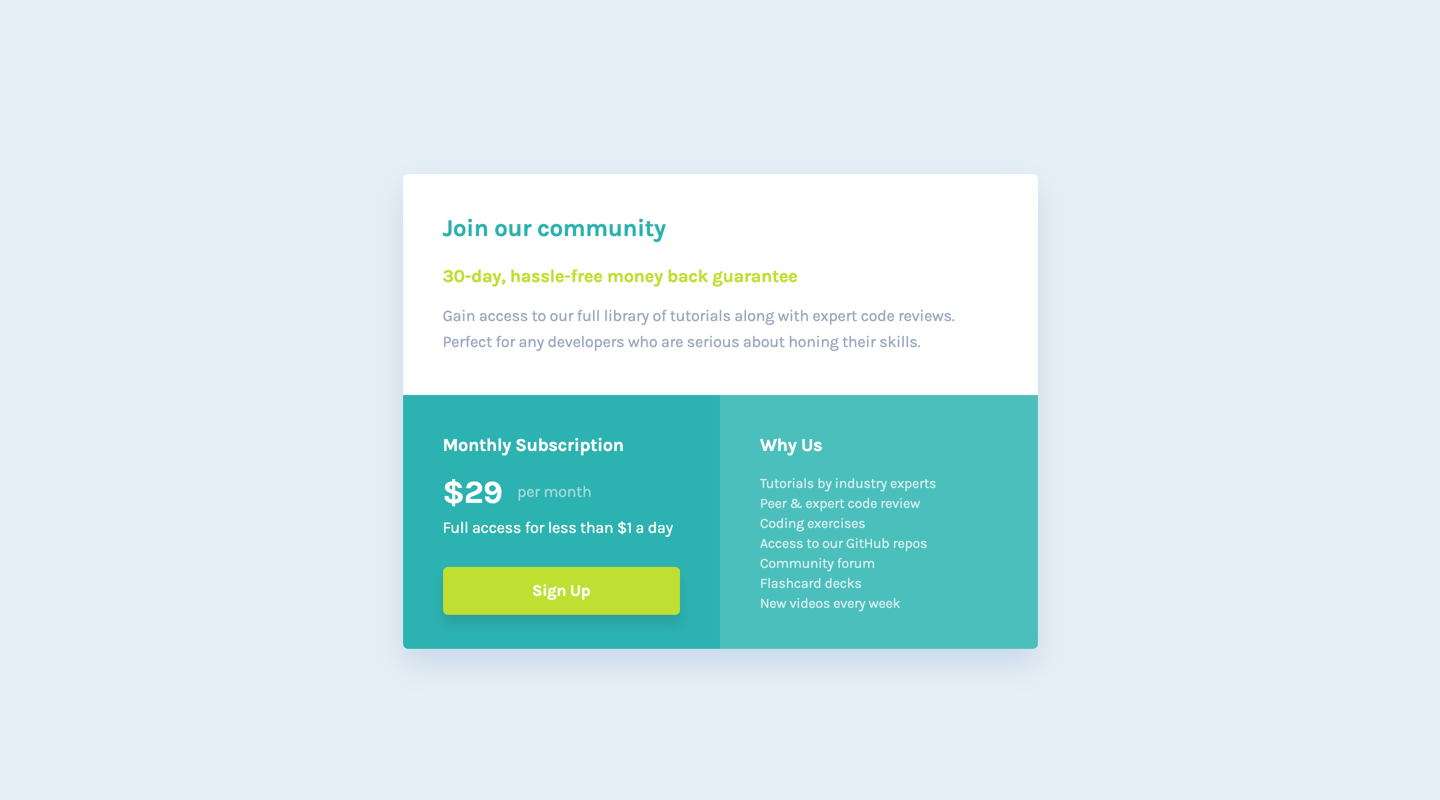 Join our community
30-day, hassle-free money back guarantee
Gain access to our full library of tutorials along with expert code reviews.
Perfect for any developers who are serious about honing their skills.
Monthly Subscription
$29 per month
Full access for less than $1 a day
Sign Up
Why Us
Tutorials by industry experts
Peer & expert code review
Coding exercises
Access to our GitHub repos
Community forum
Flashcard decks
New videos every week